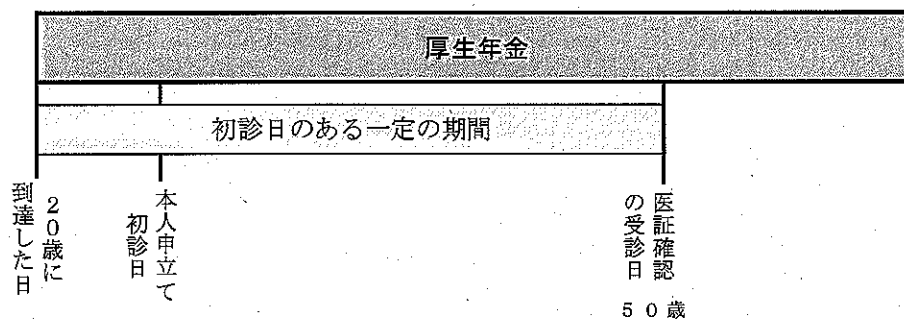 厚生年金
初診日のある一定の期間
20歳に
到達した日
本人申立て
初診日
医証確認
の受診日
50歳